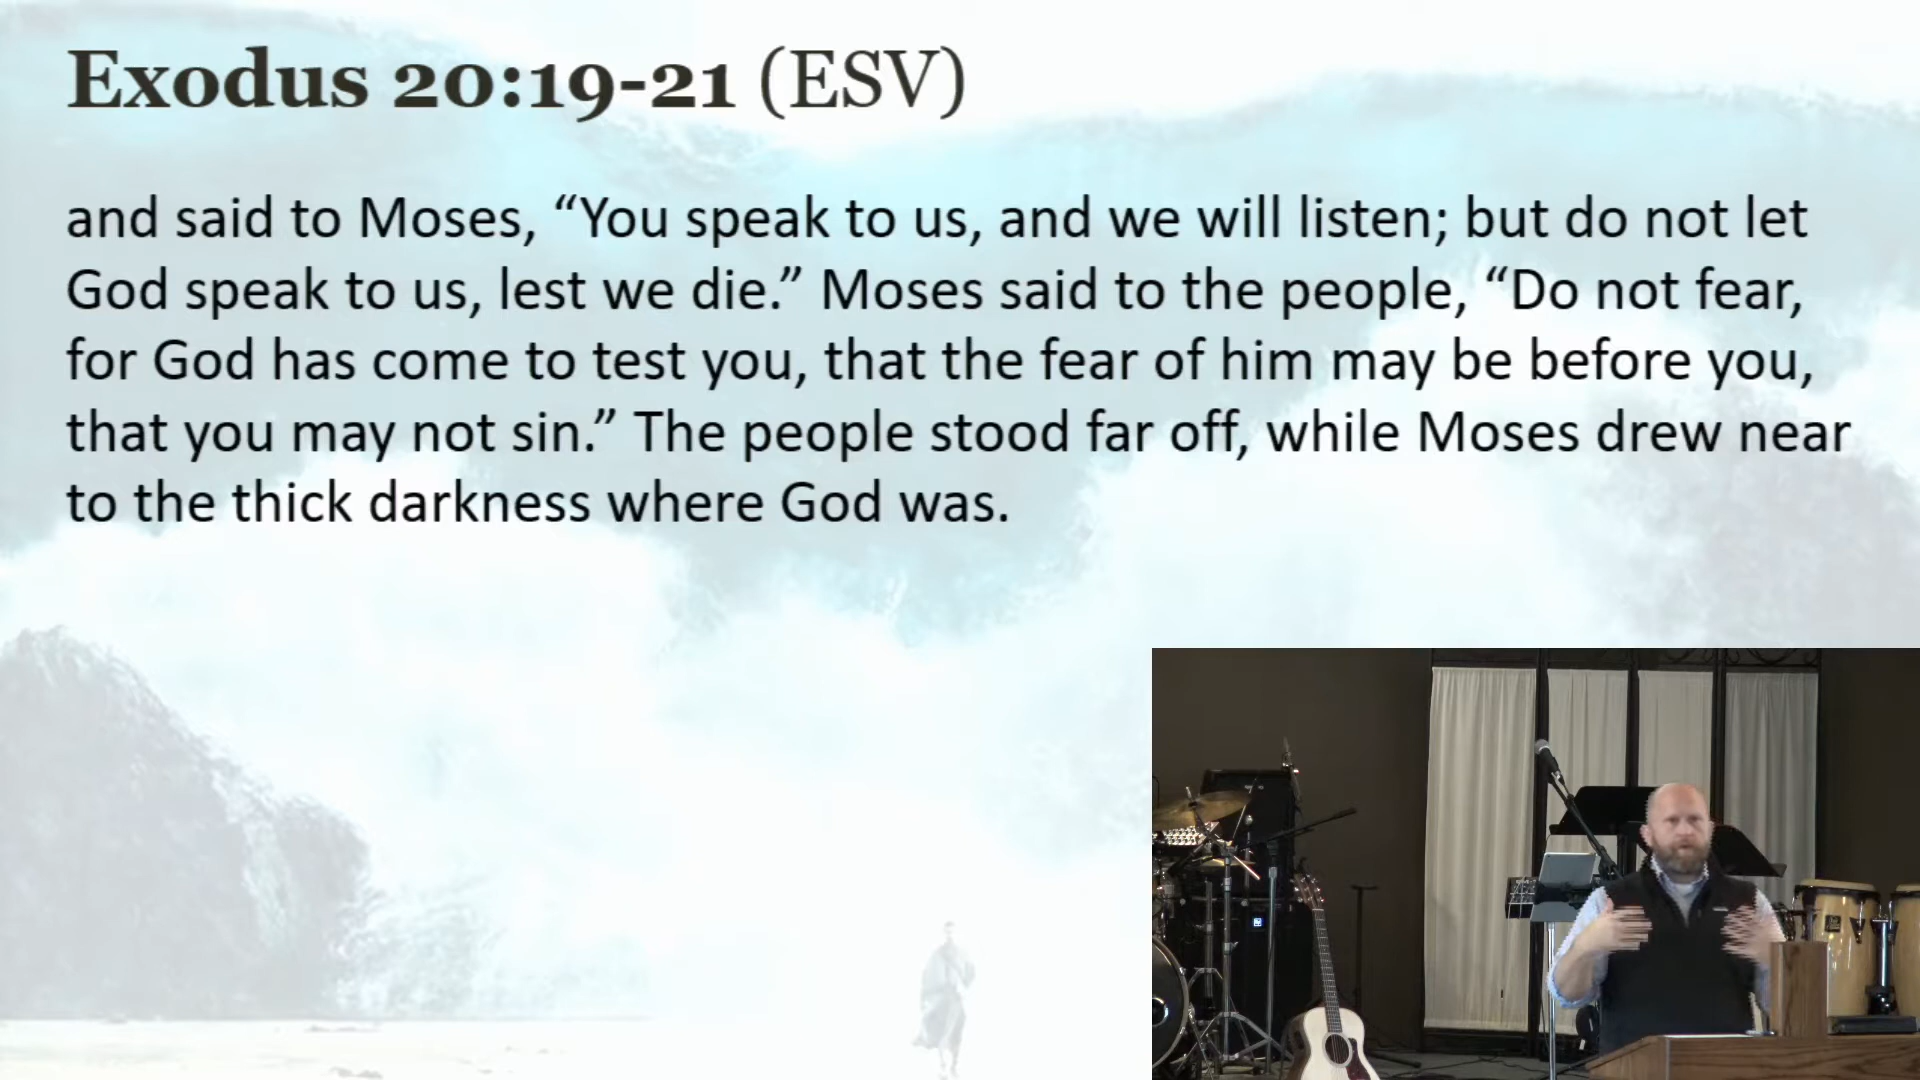 Exodus 20:19-21 (ESV)
and said to Moses, “You speak to us, and we will listen; but do not let
God speak to us, lest we die.” Moses said to the people, “Do not fear,
for God has come to test you, that the fear of him may be before you,
that you may not sin.” The people stood far off, while Moses drew near
to the thick darkness where God was.